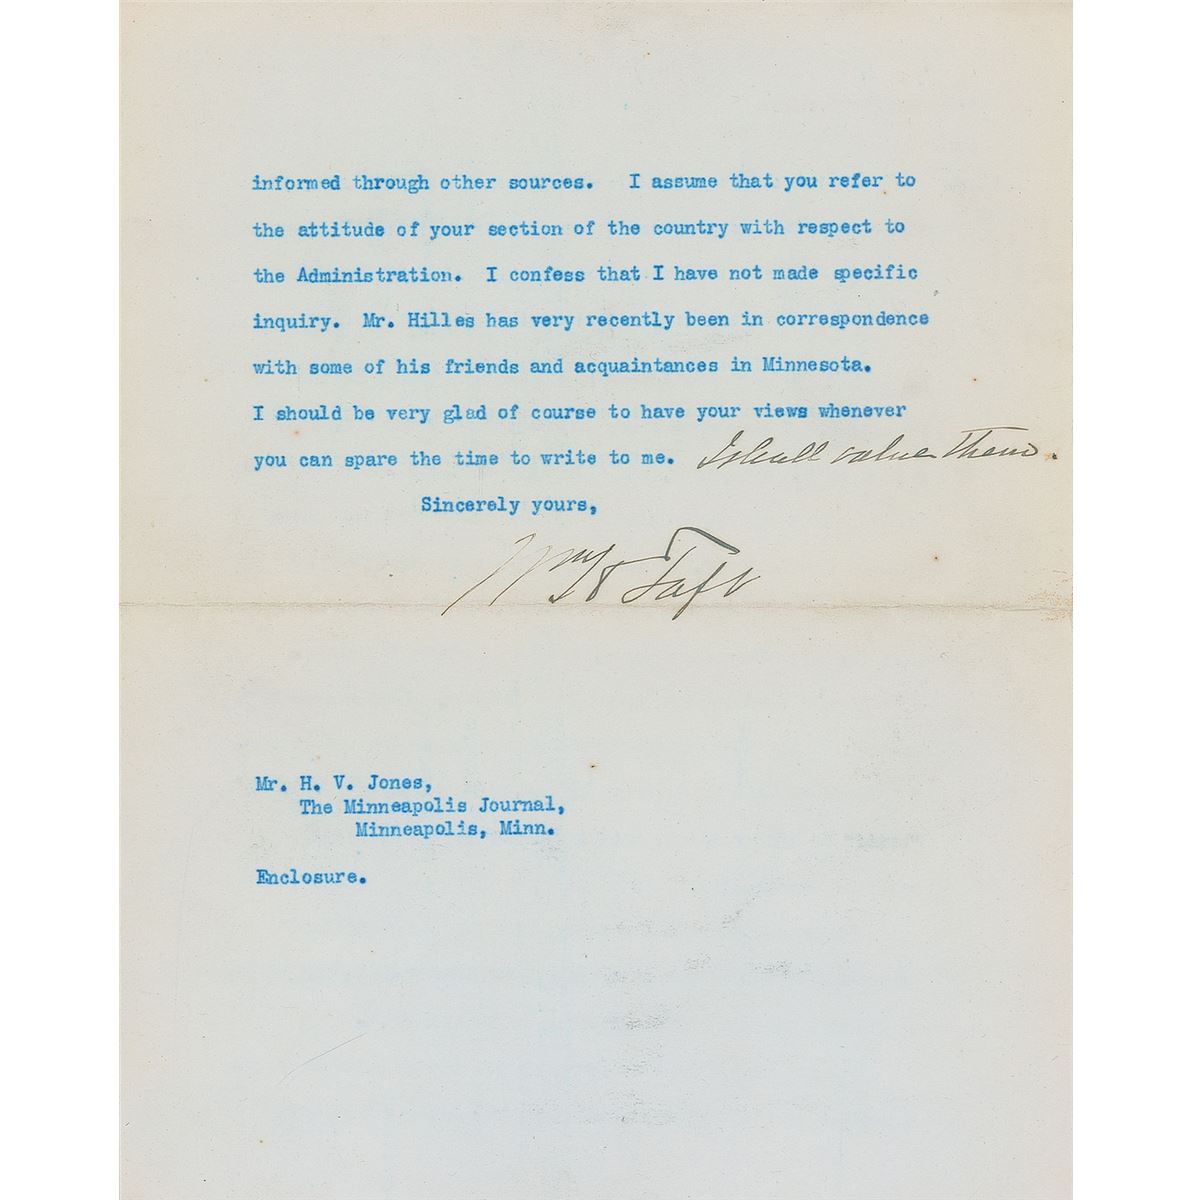 informed through other sources. I assume that you refer to
the attitude of your section of the country with respect to
the Administration. I confess that I have not made specific
inquiry. Mr. Hilles has very recently been in correspondence
with some of his friends and acquaintances in Minnesota.
I should be very glad of course to have your views whenever
you can spare the time to write to me. I shall value them.
Sincerely yours,
Wm H Taft
Mr. H. V. Jones,
The Minneapolis Journal,
Minneapolis, Minn.
Enclosure.